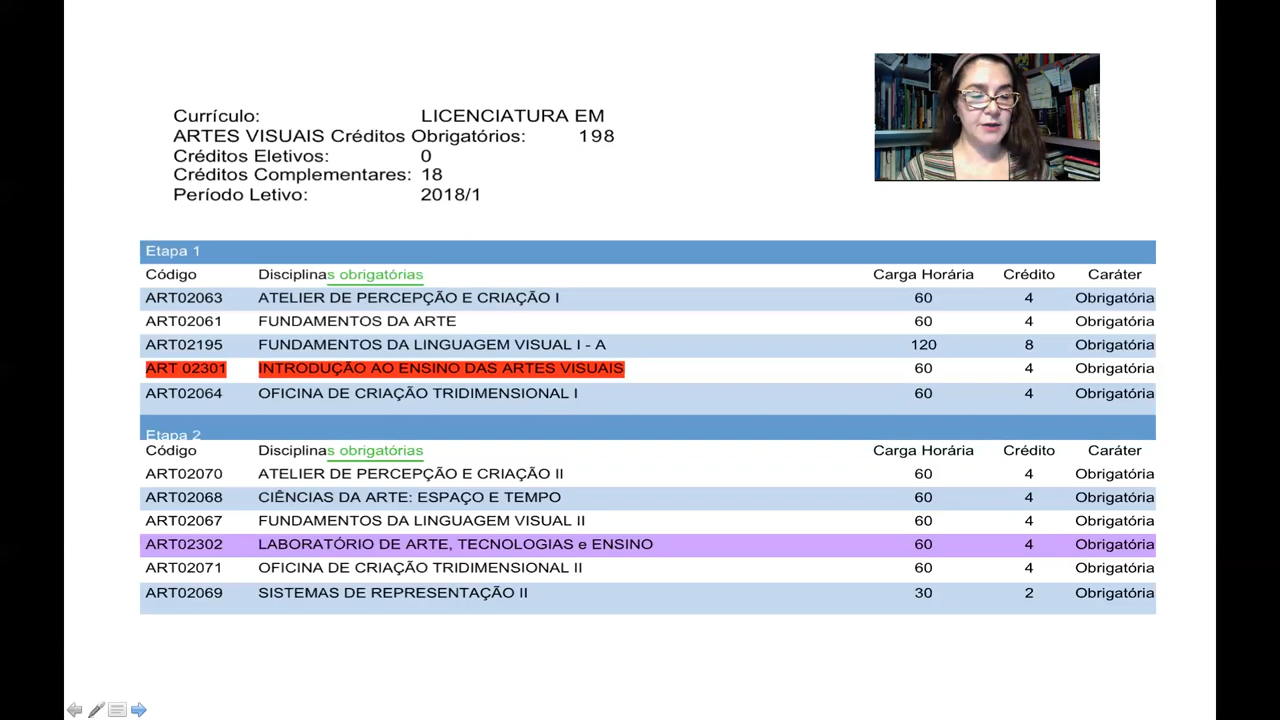 Currículo: LICENCIATURA EM
ARTES VISUAIS Créditos Obrigatórios: 198
Créditos Eletivos: 0
Créditos Complementares: 18
Período Letivo: 2018/1
Etapa 1
Código Disciplinas obrigatórias Carga Horária Crédito Caráter
ART02063 ATELIER DE PERCEPÇÃO E CRIAÇÃO I 60 4 Obrigatória
ART02061 FUNDAMENTOS DA ARTE 60 4 Obrigatória
ART02195 FUNDAMENTOS DA LINGUAGEM VISUAL I - A 120 8 Obrigatória
ART 02301 INTRODUÇÃO AO ENSINO DAS ARTES VISUAIS 60 4 Obrigatória
ART02064 OFICINA DE CRIAÇÃO TRIDIMENSIONAL I 60 4 Obrigatória
Etapa 2
Código Disciplinas obrigatórias Carga Horária Crédito Caráter
ART02070 ATELIER DE PERCEPÇÃO E CRIAÇÃO II 60 4 Obrigatória
ART02068 CIÊNCIAS DA ARTE: ESPAÇO E TEMPO 60 4 Obrigatória
ART02067 FUNDAMENTOS DA LINGUAGEM VISUAL II 60 4 Obrigatória
ART02302 LABORATÓRIO DE ARTE, TECNOLOGIAS e ENSINO 60 4 Obrigatória
ART02071 OFICINA DE CRIAÇÃO TRIDIMENSIONAL II 60 4 Obrigatória
ART02069 SISTEMAS DE REPRESENTAÇÃO II 30 2 Obrigatória